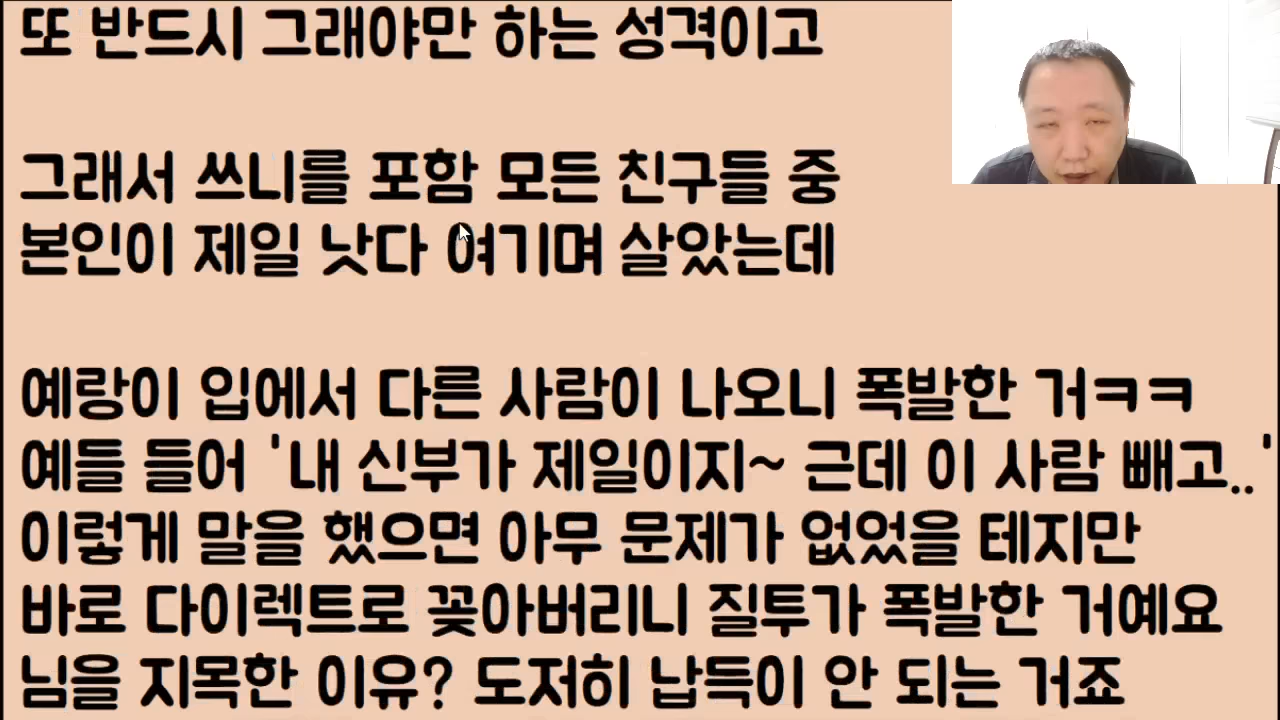 또 반드시 그래야만 하는 성격이고
그래서 쓰니를 포함 모든 친구들 중
본인이 제일 낫다 여기며 살았는데
예랑이 입에서 다른 사람이 나오니 폭발한 거ㅋㅋ
예들 들어 '내 신부가 제일이지~ 근데 이 사람 빼고..'
이렇게 말을 했으면 아무 문제가 없었을 테지만
바로 다이렉트로 꽂아버리니 질투가 폭발한 거예요
님을 지목한 이유? 도저히 납득이 안 되는 거죠